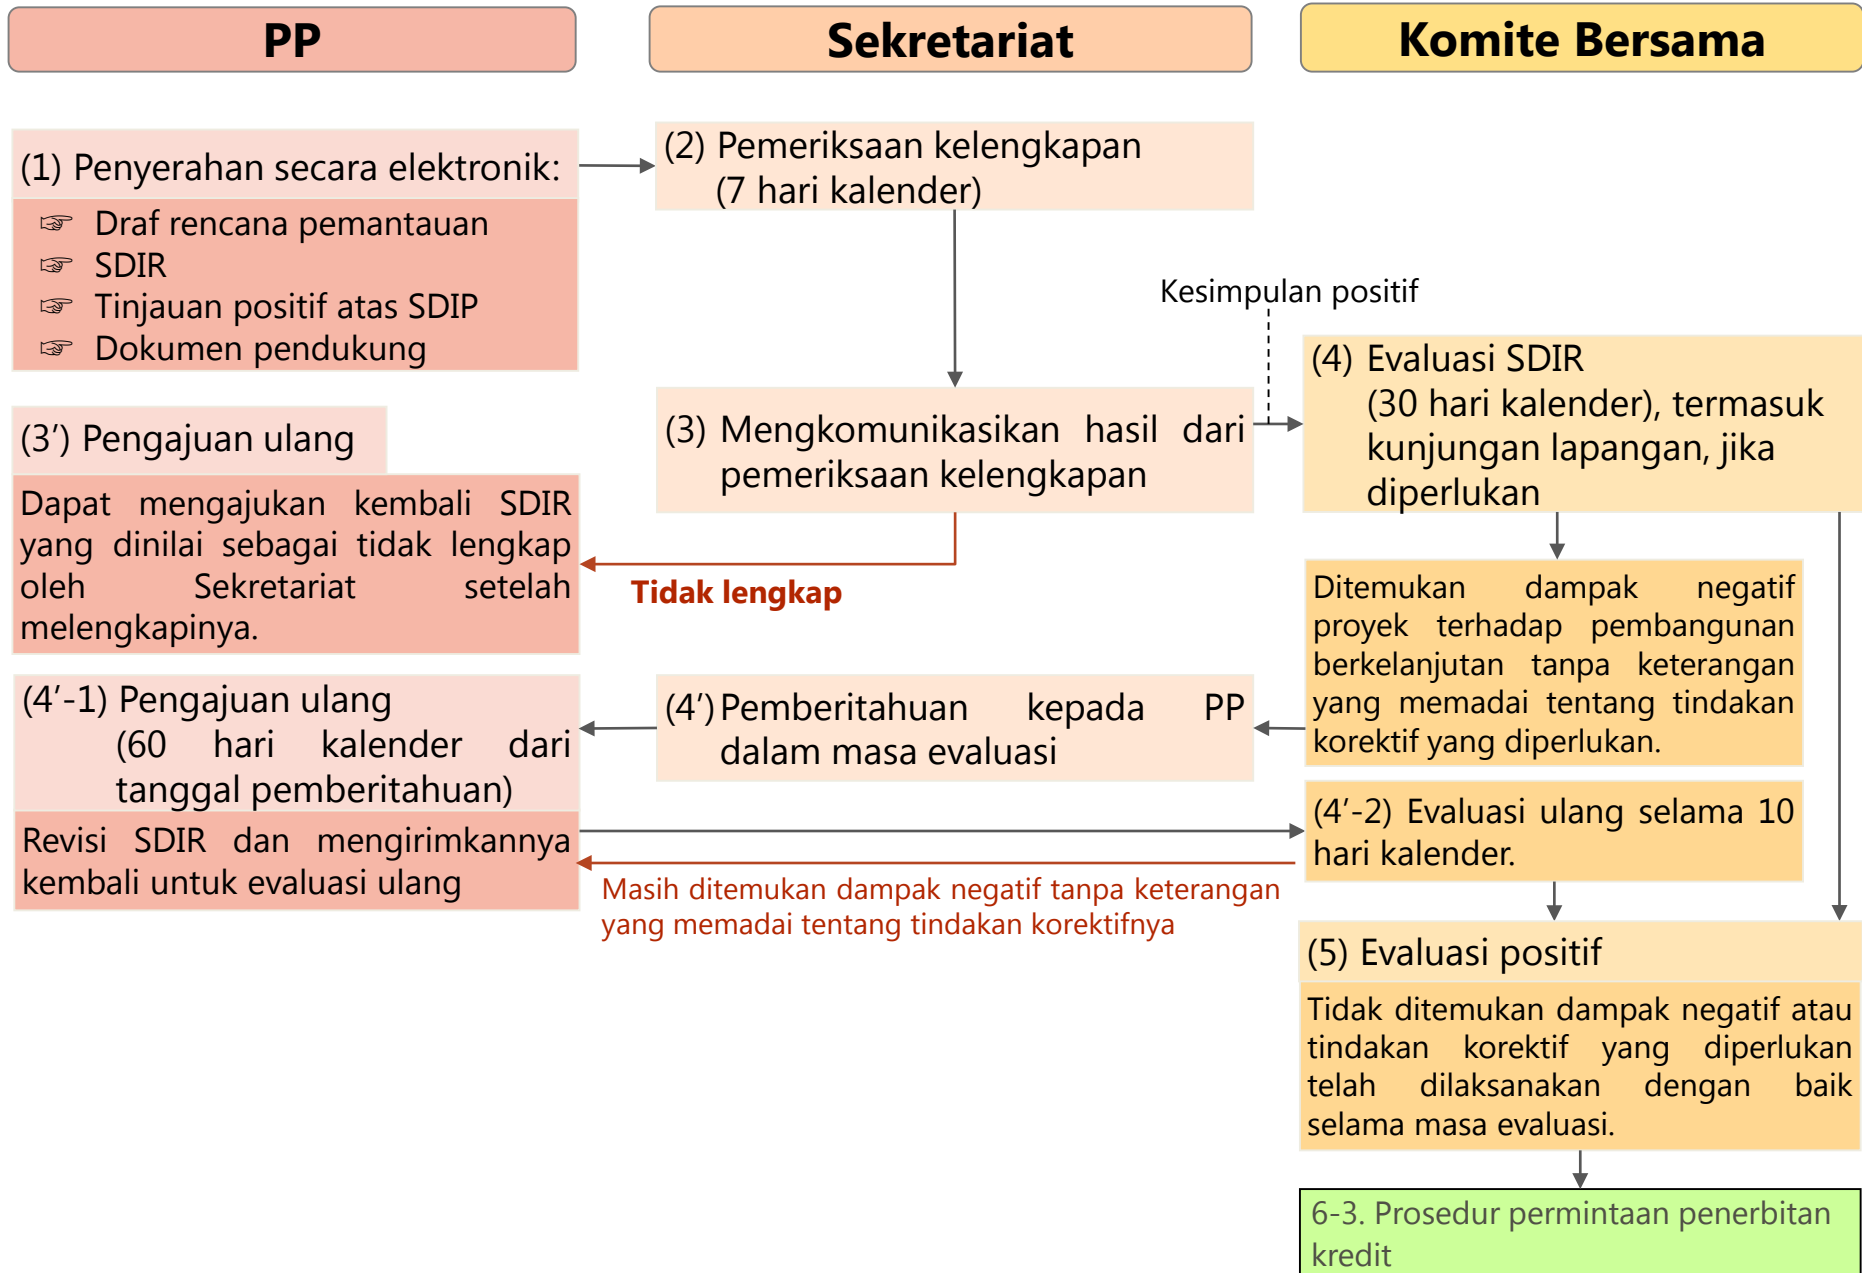 PP
Sekretariat
Komite Bersama
(1) Penyerahan secara elektronik:
☞ Draf rencana pemantauan
☞ SDIR
☞ Tinjauan positif atas SDIP
☞ Dokumen pendukung
(2) Pemeriksaan kelengkapan
(7 hari kalender)
Kesimpulan positif
(3) Mengkomunikasikan hasil dari
pemeriksaan kelengkapan
(4) Evaluasi SDIR
(30 hari kalender), termasuk
kunjungan lapangan, jika
diperlukan
(3’) Pengajuan ulang
Dapat mengajukan kembali SDIR
yang dinilai sebagai tidak lengkap
oleh Sekretariat setelah
melengkapinya.
Tidak lengkap
Ditemukan dampak negatif
proyek terhadap pembangunan
berkelanjutan tanpa keterangan
yang memadai tentang tindakan
korektif yang diperlukan.
(4’) Pemberitahuan kepada PP
dalam masa evaluasi
(4’-1) Pengajuan ulang
(60 hari kalender dari
tanggal pemberitahuan)
Revisi SDIR dan mengirimkannya
kembali untuk evaluasi ulang
(4’-2) Evaluasi ulang selama 10
hari kalender.
Masih ditemukan dampak negatif tanpa keterangan
yang memadai tentang tindakan korektifnya
(5) Evaluasi positif
Tidak ditemukan dampak negatif atau
tindakan korektif yang diperlukan
telah dilaksanakan dengan baik
selama masa evaluasi.
6-3. Prosedur permintaan penerbitan
kredit